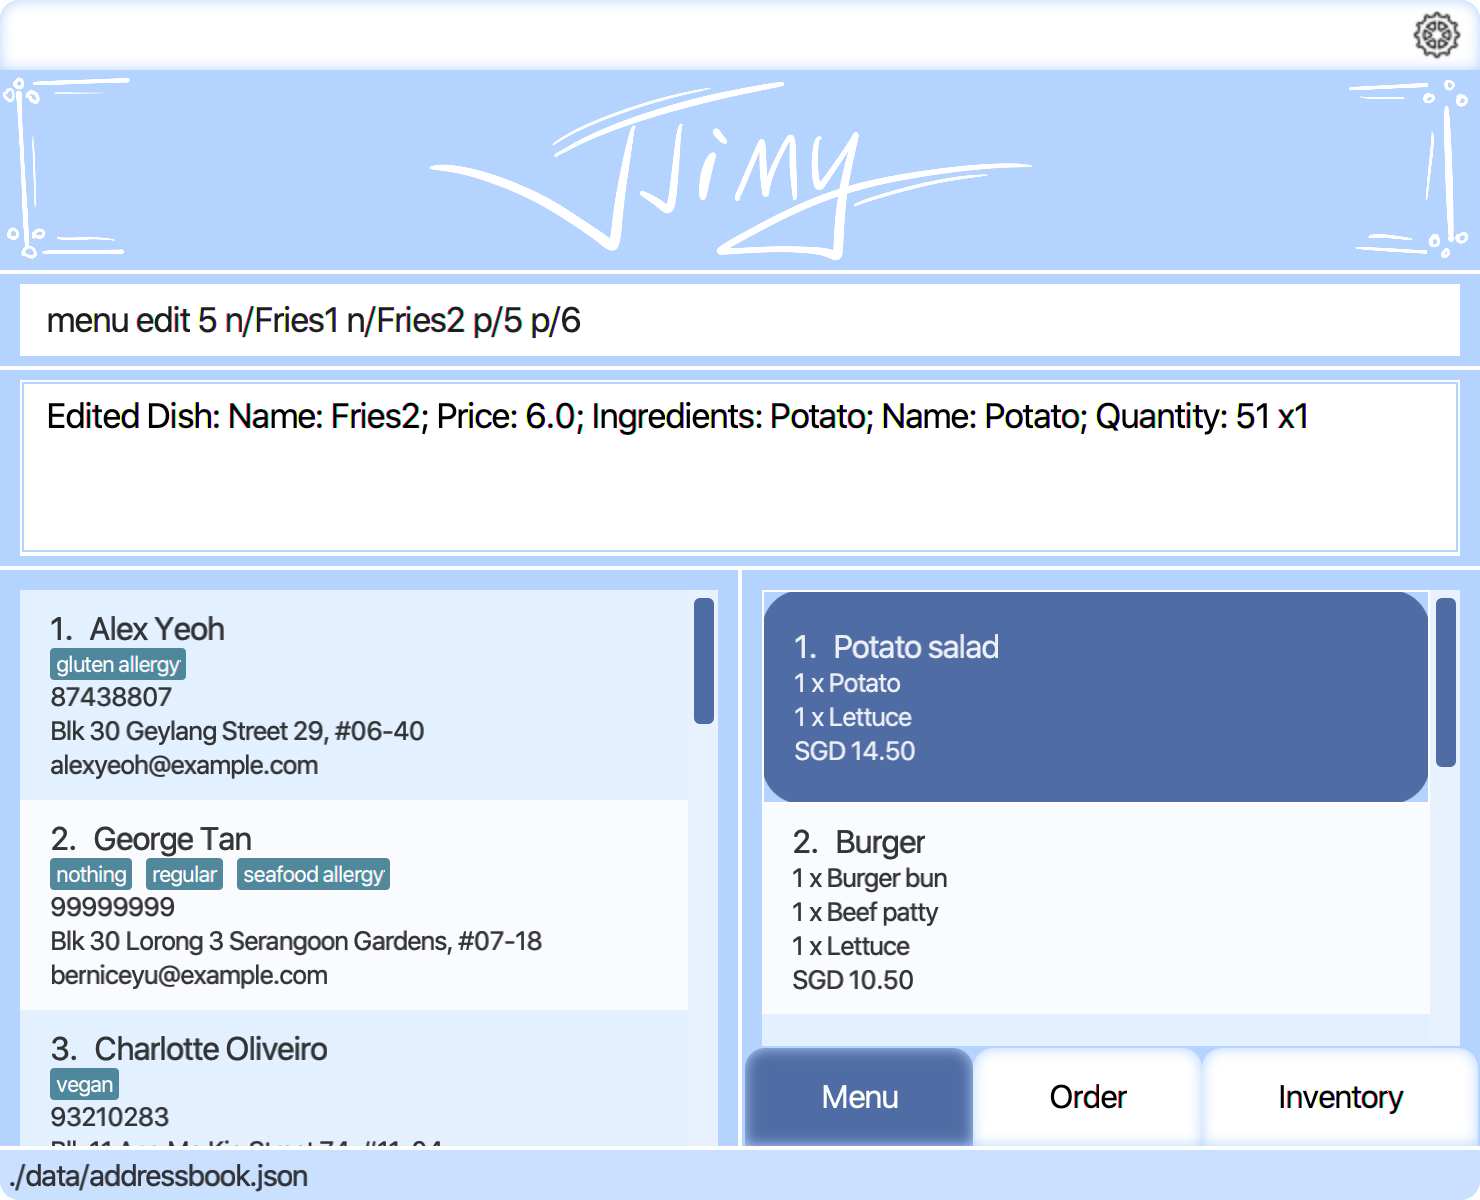 JJimy
menu edit 5 n/Fries1 n/Fries2 p/5 p/6
Edited Dish: Name: Fries2; Price: 6.0; Ingredients: Potato; Name: Potato; Quantity: 51 x1
1. Alex Yeoh
gluten allergy
87438807
Blk 30 Geylang Street 29, #06-40
alexyeoh@example.com
2. George Tan
nothing regular seafood allergy
99999999
Blk 30 Lorong 3 Serangoon Gardens, #07-18
berniceyu@example.com
3. Charlotte Oliveiro
vegan
93210283
1. Potato salad
1 x Potato
1 x Lettuce
SGD 14.50
2. Burger
1 x Burger bun
1 x Beef patty
1 x Lettuce
SGD 10.50
Menu Order Inventory
./data/addressbook.json